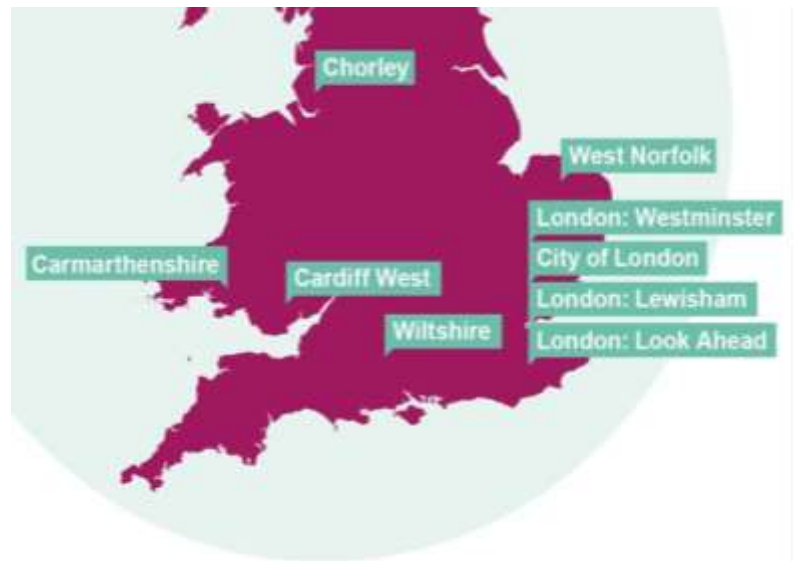 Chorley
West Norfolk
London: Westminster
City of London
Carmarthenshire
Cardiff West
London: Lewisham
Wiltshire
London: Look Ahead